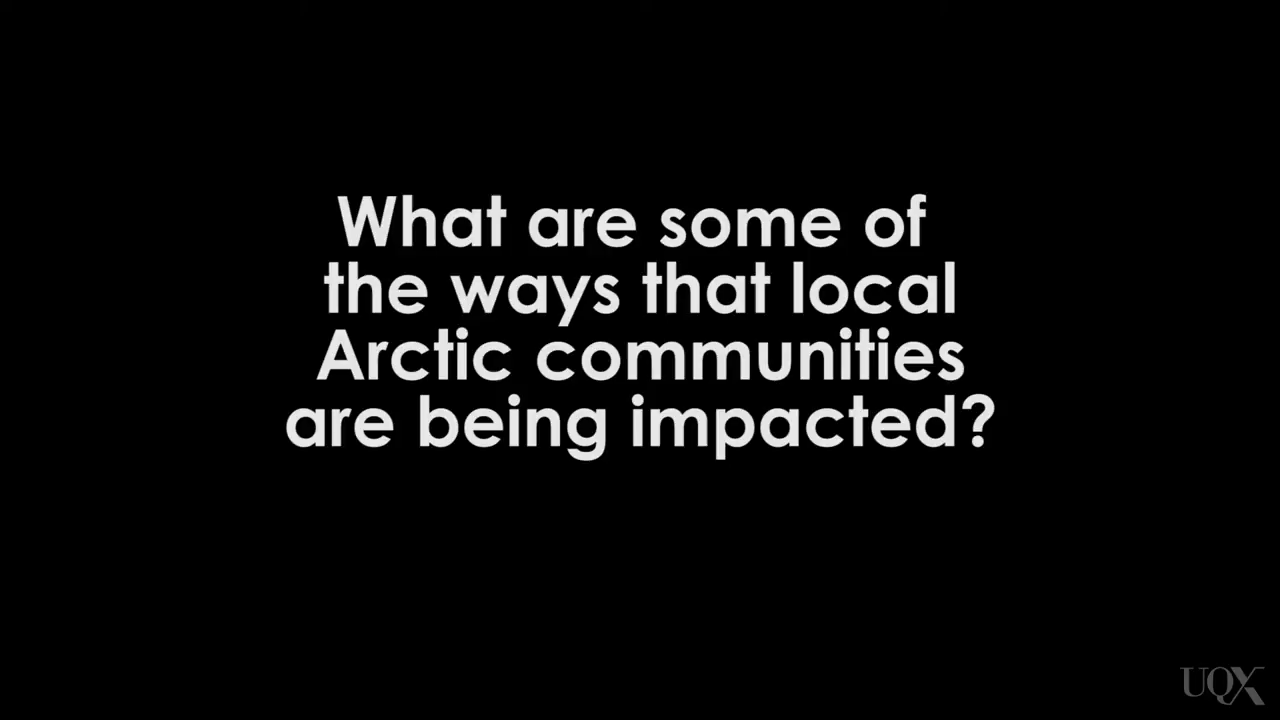 What are some of
the ways that local
Arctic communities
are being impacted?
UQX